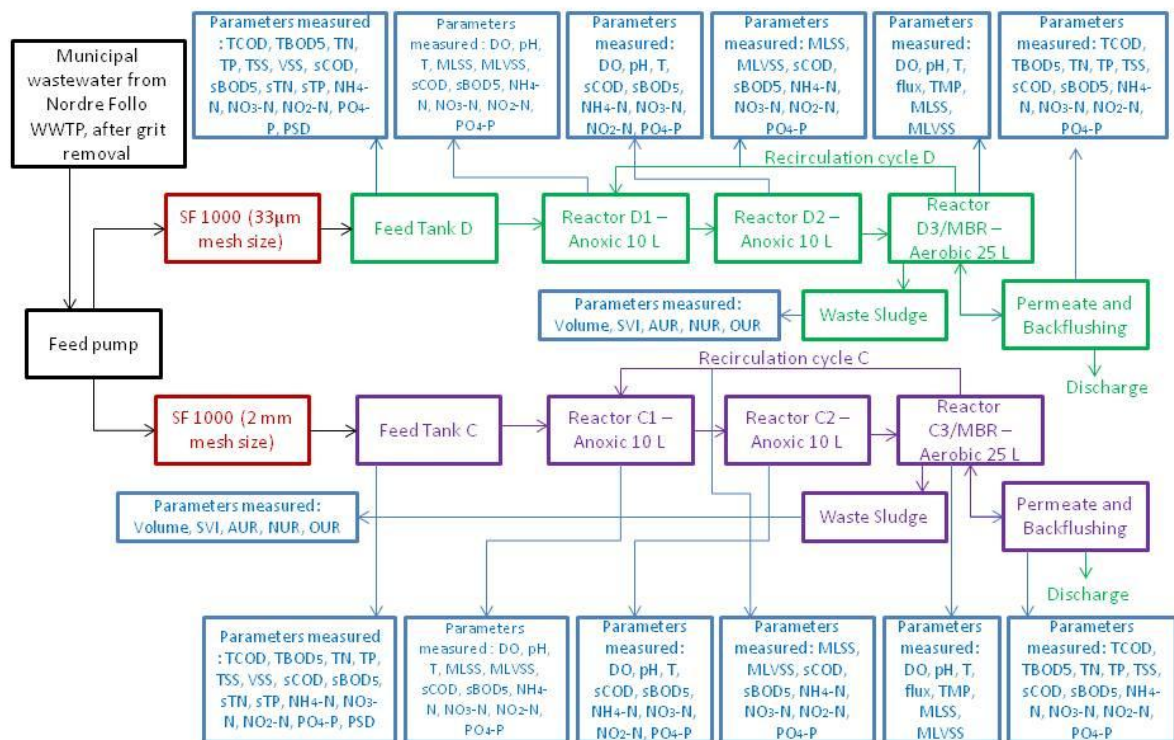 Municipal
wastewater from
Nordre Follo
WWTP, after grit
removal
Parameters measured
: TCOD, TBOD5, TN,
TP, TSS, VSS, sCOD,
sBOD5, sTN, sTP, NH4-
N, NO3-N, NO2-N, PO4-
P, PSD
Parameters
measured : DO, pH,
T, MLSS, MLVSS,
sCOD, sBOD5, NH4-
N, NO3-N, NO2-N,
PO4-P
Parameters
measured:
DO, pH, T,
sCOD, sBOD5,
NH4-N, NO3-N,
NO2-N, PO4-P
Parameters
measured : MLSS,
MLVSS, sCOD,
sBOD5, NH4-N,
NO3-N, NO2-N,
PO4-P
Parameters
measured:
DO, pH, T,
flux, TMP,
MLSS,
MLVSS
Parameters
measured : TCOD,
TBOD5, TN, TP, TSS,
sCOD, sBOD5, NH4-
N, NO3-N, NO2-N,
PO4-P
Recirculation cycle D
SF 1000 (33µm
mesh size)
Feed Tank D
Reactor D1 –
Anoxic 10 L
Reactor D2 –
Anoxic 10 L
Reactor
D3/MBR –
Aerobic 25 L
Parameters measured:
Volume, SVI, AUR, NUR, OUR
Waste Sludge
Permeate and
Backflushing
Discharge
Feed pump
Recirculation cycle C
SF 1000 (2 mm
mesh size)
Feed Tank C
Reactor C1 –
Anoxic 10 L
Reactor C2 –
Anoxic 10 L
Reactor
C3/MBR –
Aerobic 25 L
Parameters measured:
Volume, SVI, AUR, NUR, OUR
Waste Sludge
Permeate and
Backflushing
Discharge
Parameters measured
: TCOD, TBOD5, TN, TP,
TSS, VSS, sCOD, sBOD5,
sTN, sTP, NH4-N, NO3-
N, NO2-N, PO4-P, PSD
Parameters
measured : DO, pH,
T, MLSS, MLVSS,
sCOD, sBOD5, NH4-
N, NO3-N, NO2-N,
PO4-P
Parameters
measured:
DO, pH, T,
sCOD, sBOD5,
NH4-N, NO3-N,
NO2-N, PO4-P
Parameters
measured : MLSS,
MLVSS, sCOD,
sBOD5, NH4-N,
NO3-N, NO2-N,
PO4-P
Parameters
measured:
DO, pH, T,
flux, TMP,
MLSS,
MLVSS
Parameters
measured : TCOD,
TBOD5, TN, TP, TSS,
sCOD, sBOD5, NH4-
N, NO3-N, NO2-N,
PO4-P